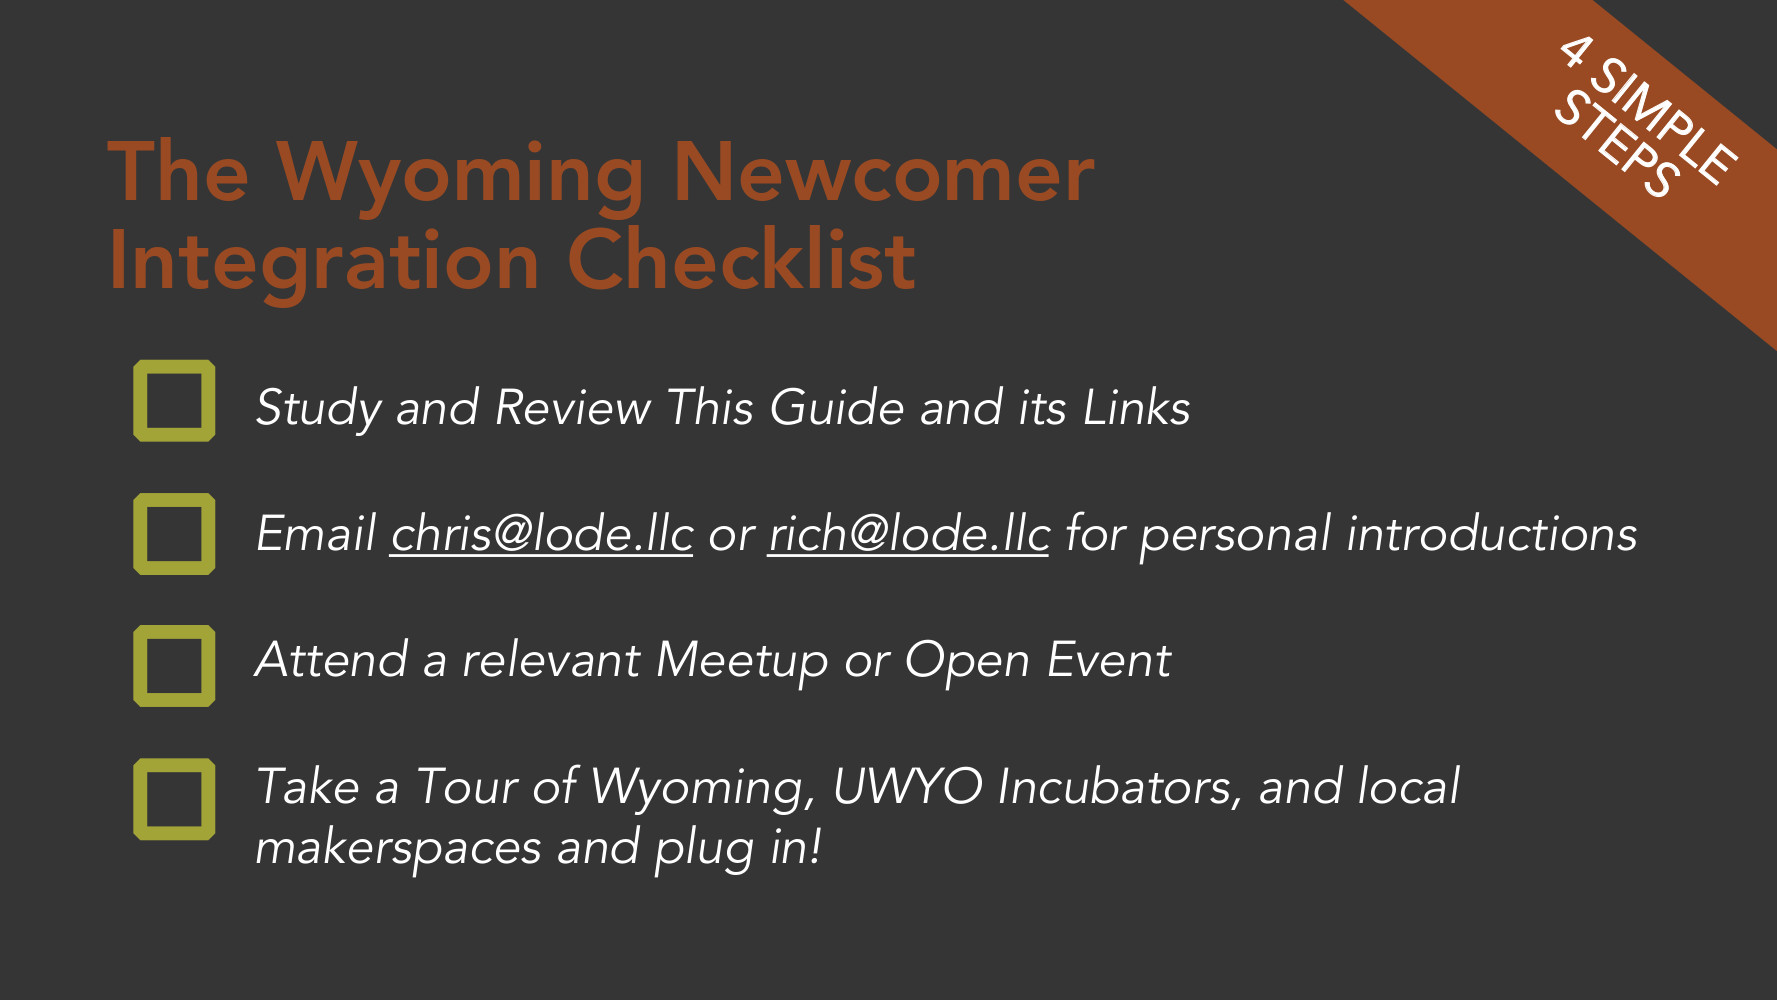 4 SIMPLE
STEPS
The Wyoming Newcomer
Integration Checklist
Study and Review This Guide and its Links
Email chris@lode.llc or rich@lode.llc for personal introductions
Attend a relevant Meetup or Open Event
Take a Tour of Wyoming, UWYO Incubators, and local
makerspaces and plug in!